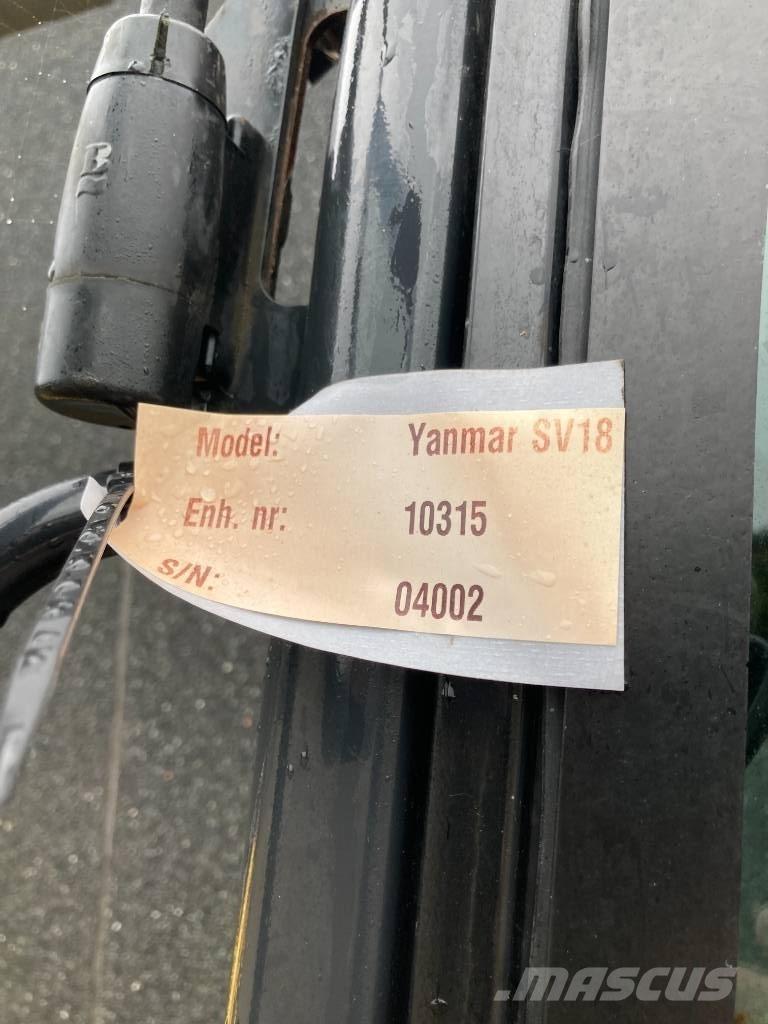 Model: Yanmar SV18
Enh. nr: 10315
S/N: 04002
MASCUS